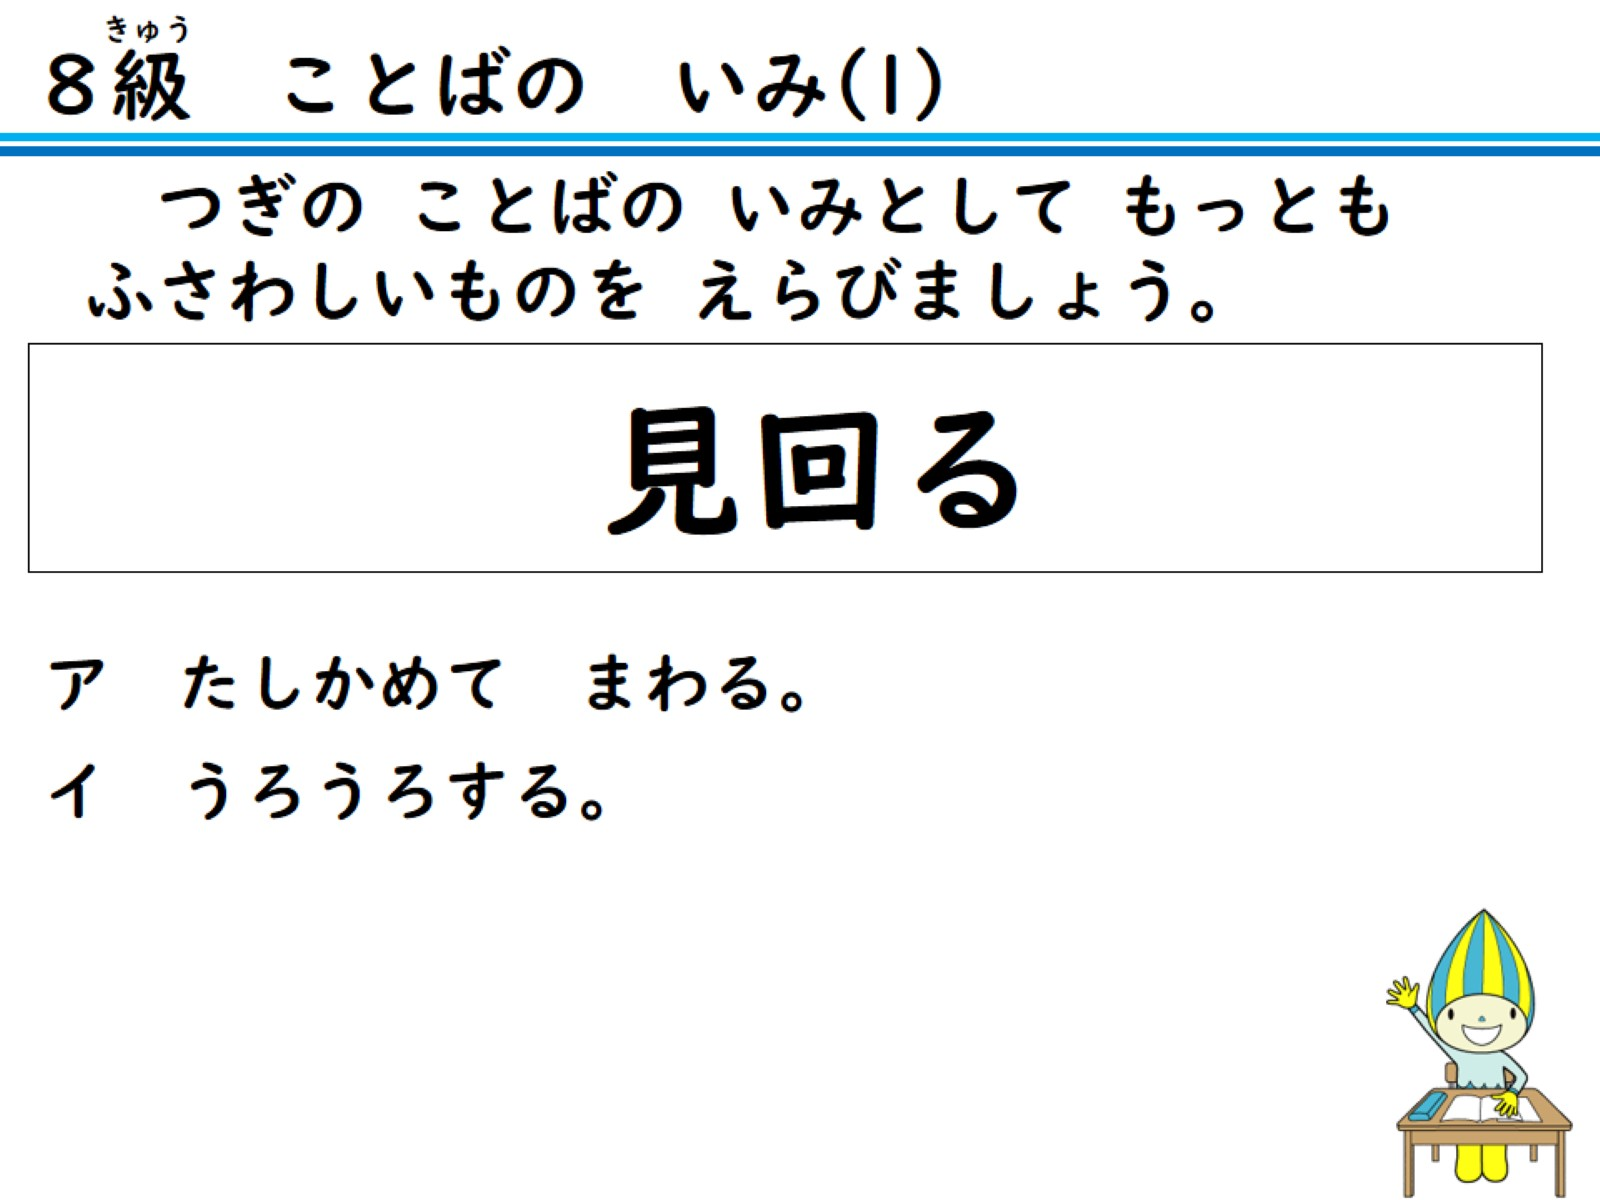 きゅう
8級　ことばの　いみ(1)
つぎの ことばの いみとして もっとも
ふさわしいものを えらびましょう。
見回る
ア　たしかめて　まわる。
イ　うろうろする。